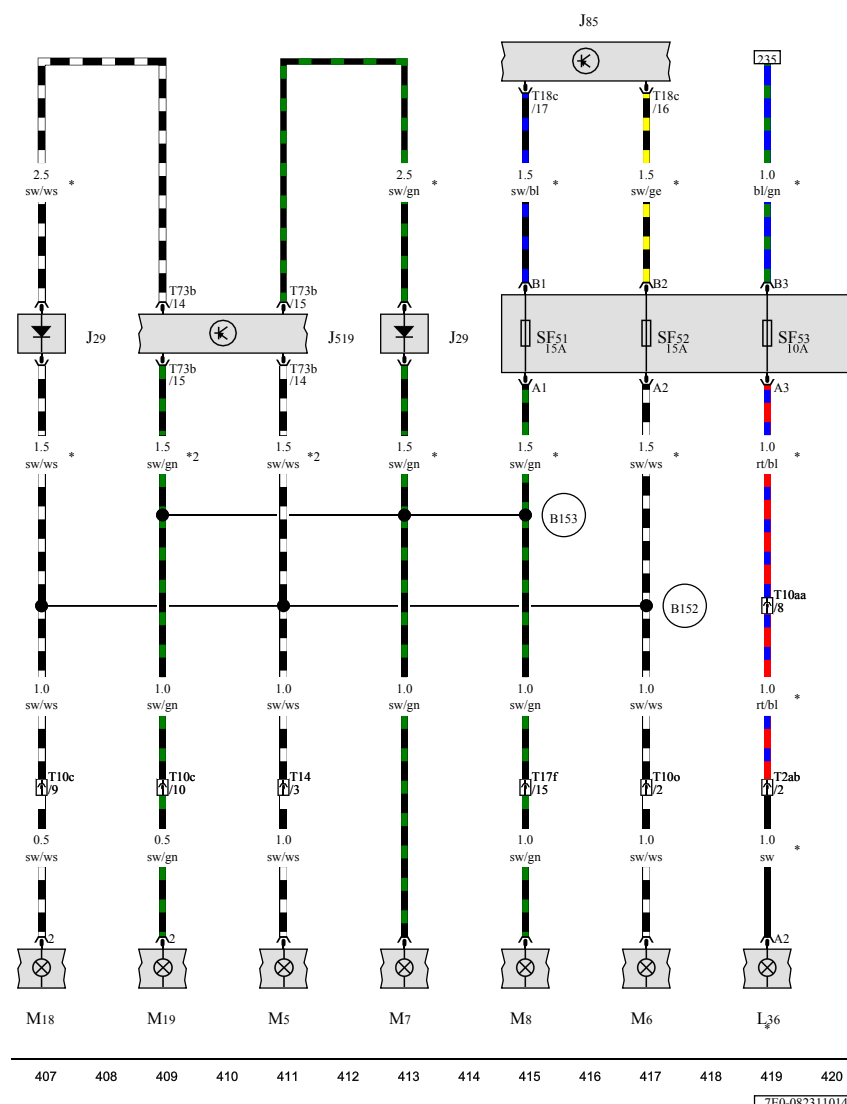 J85
235
T18c
/17
T18c
/16
2.5
sw/ws *
2.5
sw/gn *
1.5
sw/bl *
1.5
sw/ge *
1.0
bl/gn *
T73b
/14
T73b
/15
B1
B2
B3
J29
J519
J29
SF51
15A
SF52
15A
SF53
10A
T73b
/15
T73b
/14
A1
A2
A3
1.5
sw/ws *
1.5
sw/gn *2
1.5
sw/ws *2
1.5
sw/gn *
1.5
sw/gn *
1.5
sw/ws *
1.0
rt/bl *
B153
B152
T10aa
/8
1.0
sw/ws
1.0
sw/gn
1.0
sw/ws
1.0
sw/gn
1.0
sw/gn
1.0
sw/ws
1.0
rt/bl *
T10c
/9
T10c
/10
T14
/3
T17f
/15
T10o
/2
T2ab
/2
0.5
sw/ws
0.5
sw/gn
1.0
sw/ws
1.0
sw/gn
1.0
sw/ws
1.0
sw *
2
2
A2
M18
M19
M5
M7
M8
M6
L36
*
407 408 409 410 411 412 413 414 415 416 417 418 419 420
7E0-082311014